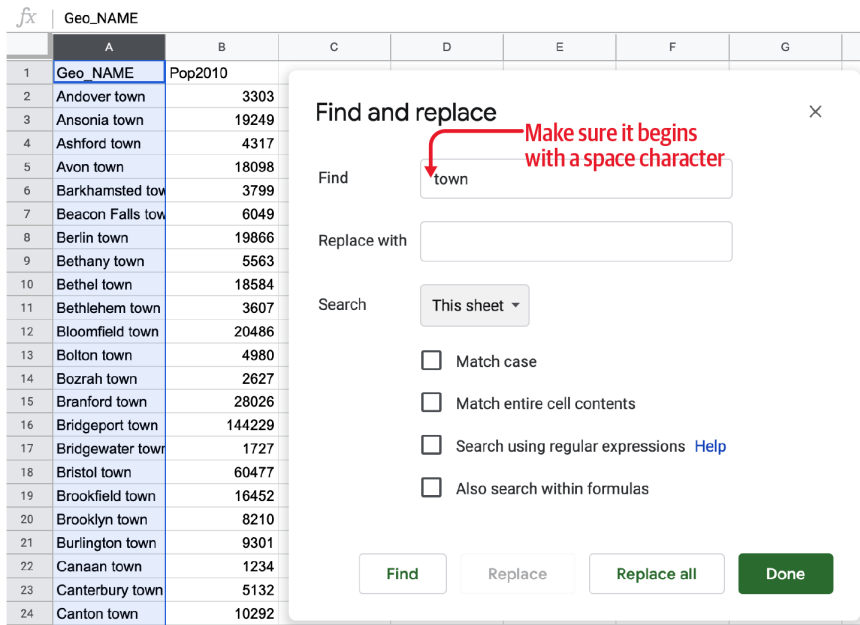 fx Geo_NAME
A B C D E F G
1 Geo_NAME Pop2010
2 Andover town 3303
3 Ansonia town 19249
4 Ashford town 4317
5 Avon town 18098
6 Barkhamsted tow 3799
7 Beacon Falls tow 6049
8 Berlin town 19866
9 Bethany town 5563
10 Bethel town 18584
11 Bethlehem town 3607
12 Bloomfield town 20486
13 Bolton town 4980
14 Bozrah town 2627
15 Branford town 28026
16 Bridgeport town 144229
17 Bridgewater towr 1727
18 Bristol town 60477
19 Brookfield town 16452
20 Brooklyn town 8210
21 Burlington town 9301
22 Canaan town 1234
23 Canterbury town 5132
24 Canton town 10292
Find and replace
Make sure it begins
with a space character
Find town
Replace with
Search This sheet
Match case
Match entire cell contents
Search using regular expressions Help
Also search within formulas
Find Replace Replace all Done